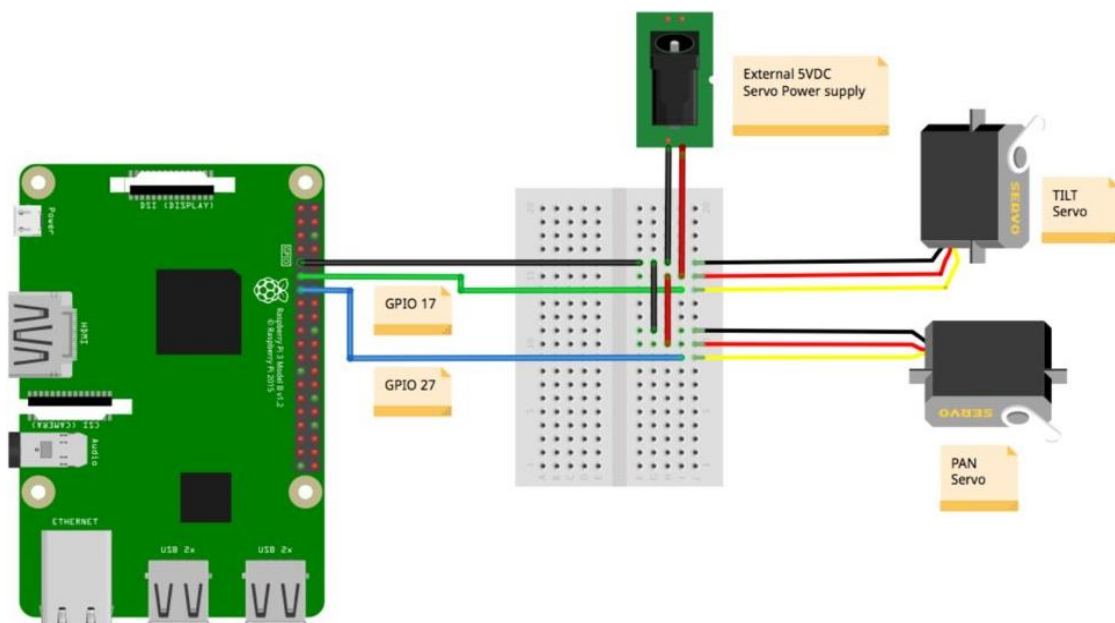 External 5VDC
Servo Power supply
SERVO
TILT
Servo
DSI (DISPLAY)
Power
GPIO
HDMI
Raspberry Pi 3 Model B v1.2
© Raspberry Pi 2015
GPIO 17
GPIO 27
CSI (CAMERA)
Audio
SERVO
PAN
Servo
ETHERNET
USB 2x
USB 2x